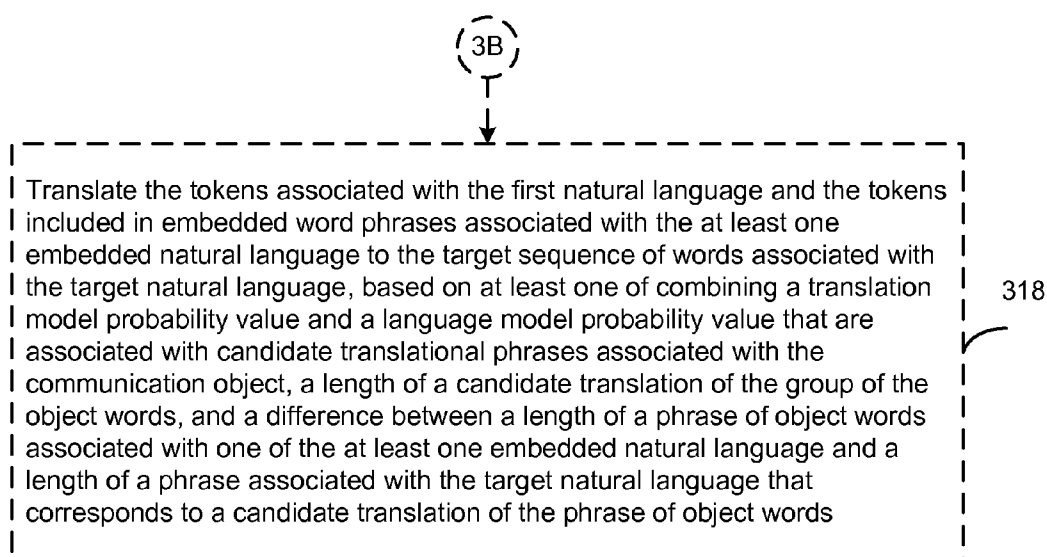 3B
Translate the tokens associated with the first natural language and the tokens
included in embedded word phrases associated with the at least one
embedded natural language to the target sequence of words associated with
the target natural language, based on at least one of combining a translation
model probability value and a language model probability value that are
associated with candidate translational phrases associated with the
communication object, a length of a candidate translation of the group of the
object words, and a difference between a length of a phrase of object words
associated with one of the at least one embedded natural language and a
length of a phrase associated with the target natural language that
corresponds to a candidate translation of the phrase of object words
318